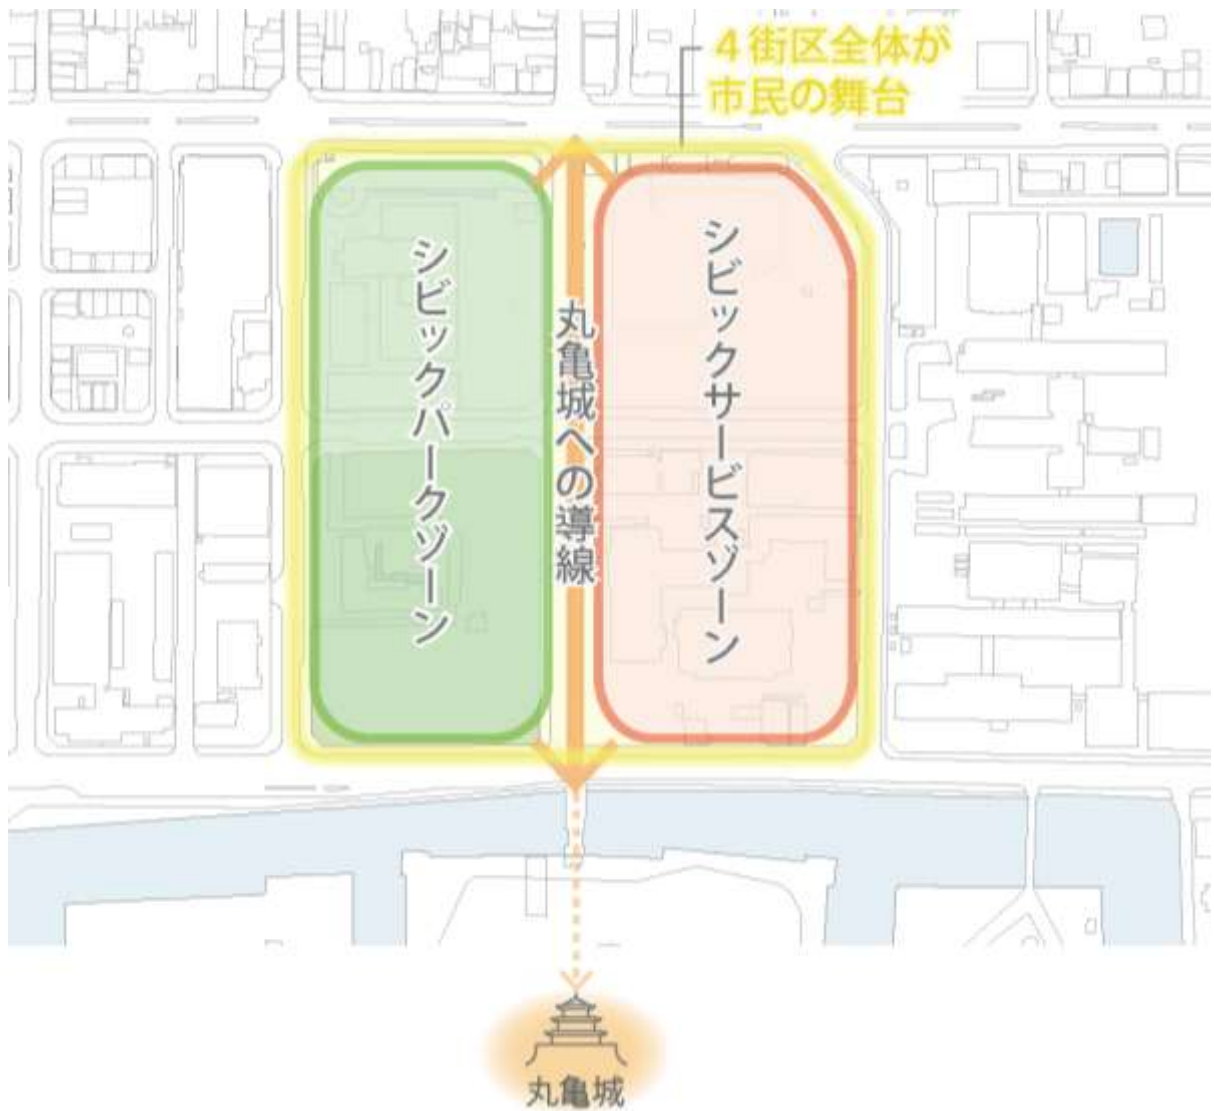 4街区全体が
市民の舞台
シビックパークゾーン
丸亀城への導線
シビックサービスゾーン
丸亀城